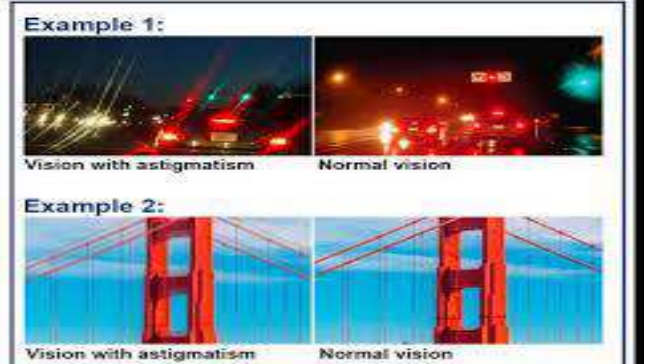 Example 1:
Vision with astigmatism Normal vision
Example 2:
Vision with astigmatism Normal vision